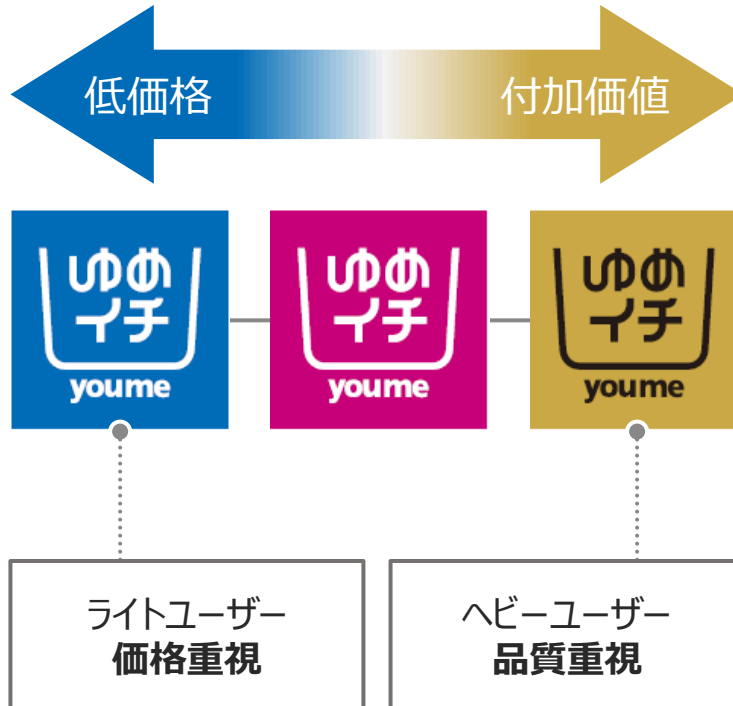 低価格
付加価値
ゆめ
イチ
youme
ゆめ
イチ
youme
ゆめ
イチ
youme
ライトユーザー
価格重視
ヘビーユーザー
品質重視